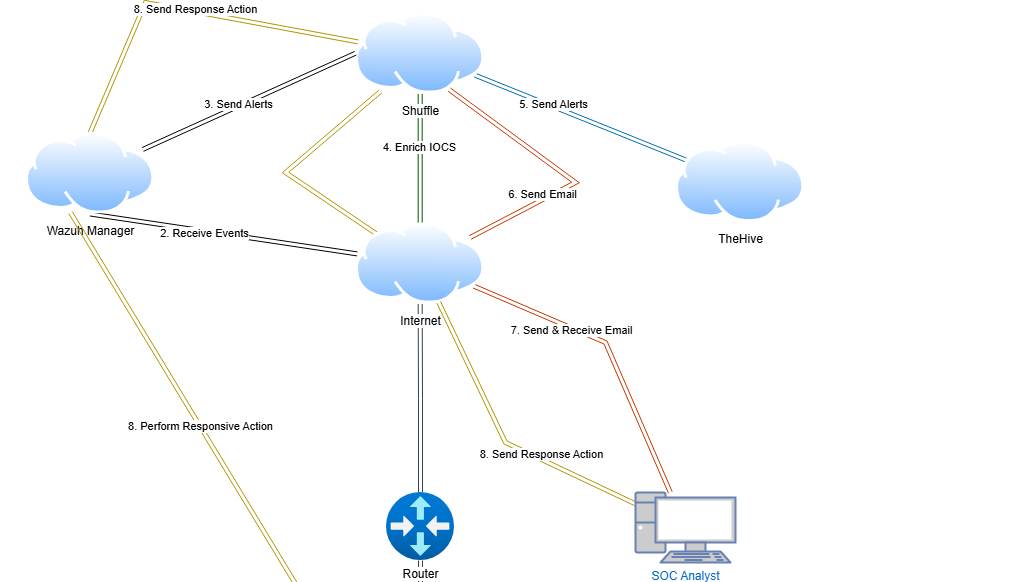 8. Send Response Action
3. Send Alerts
Shuffle
5. Send Alerts
4. Enrich IOCS
6. Send Email
Wazuh Manager
2. Receive Events
TheHive
Internet
7. Send & Receive Email
8. Perform Responsive Action
8. Send Response Action
Router
SOC Analyst